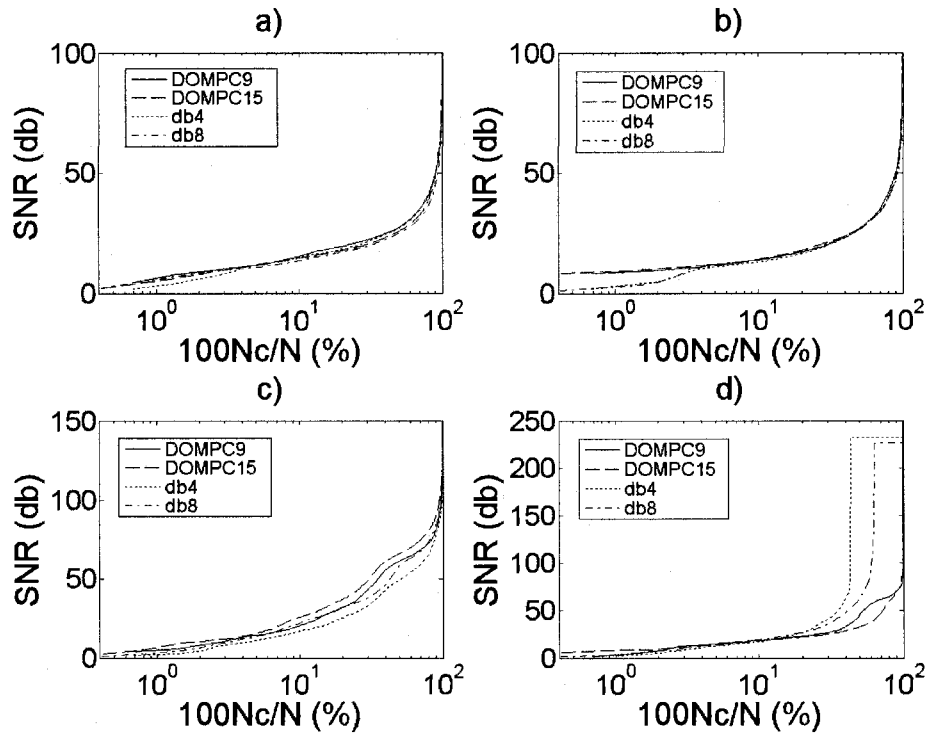 a)
100
50
0
SNR (db)
DOMPC9
DOMPC15
db4
db8
10^0
10^1
10^2
100Nc/N (%)
b)
100
50
0
SNR (db)
DOMPC9
DOMPC15
db4
db8
10^0
10^1
10^2
100Nc/N (%)
c)
150
100
50
0
SNR (db)
DOMPC9
DOMPC15
db4
db8
10^0
10^1
10^2
100Nc/N (%)
d)
250
200
150
100
50
0
SNR (db)
DOMPC9
DOMPC15
db4
db8
10^0
10^1
10^2
100Nc/N (%)